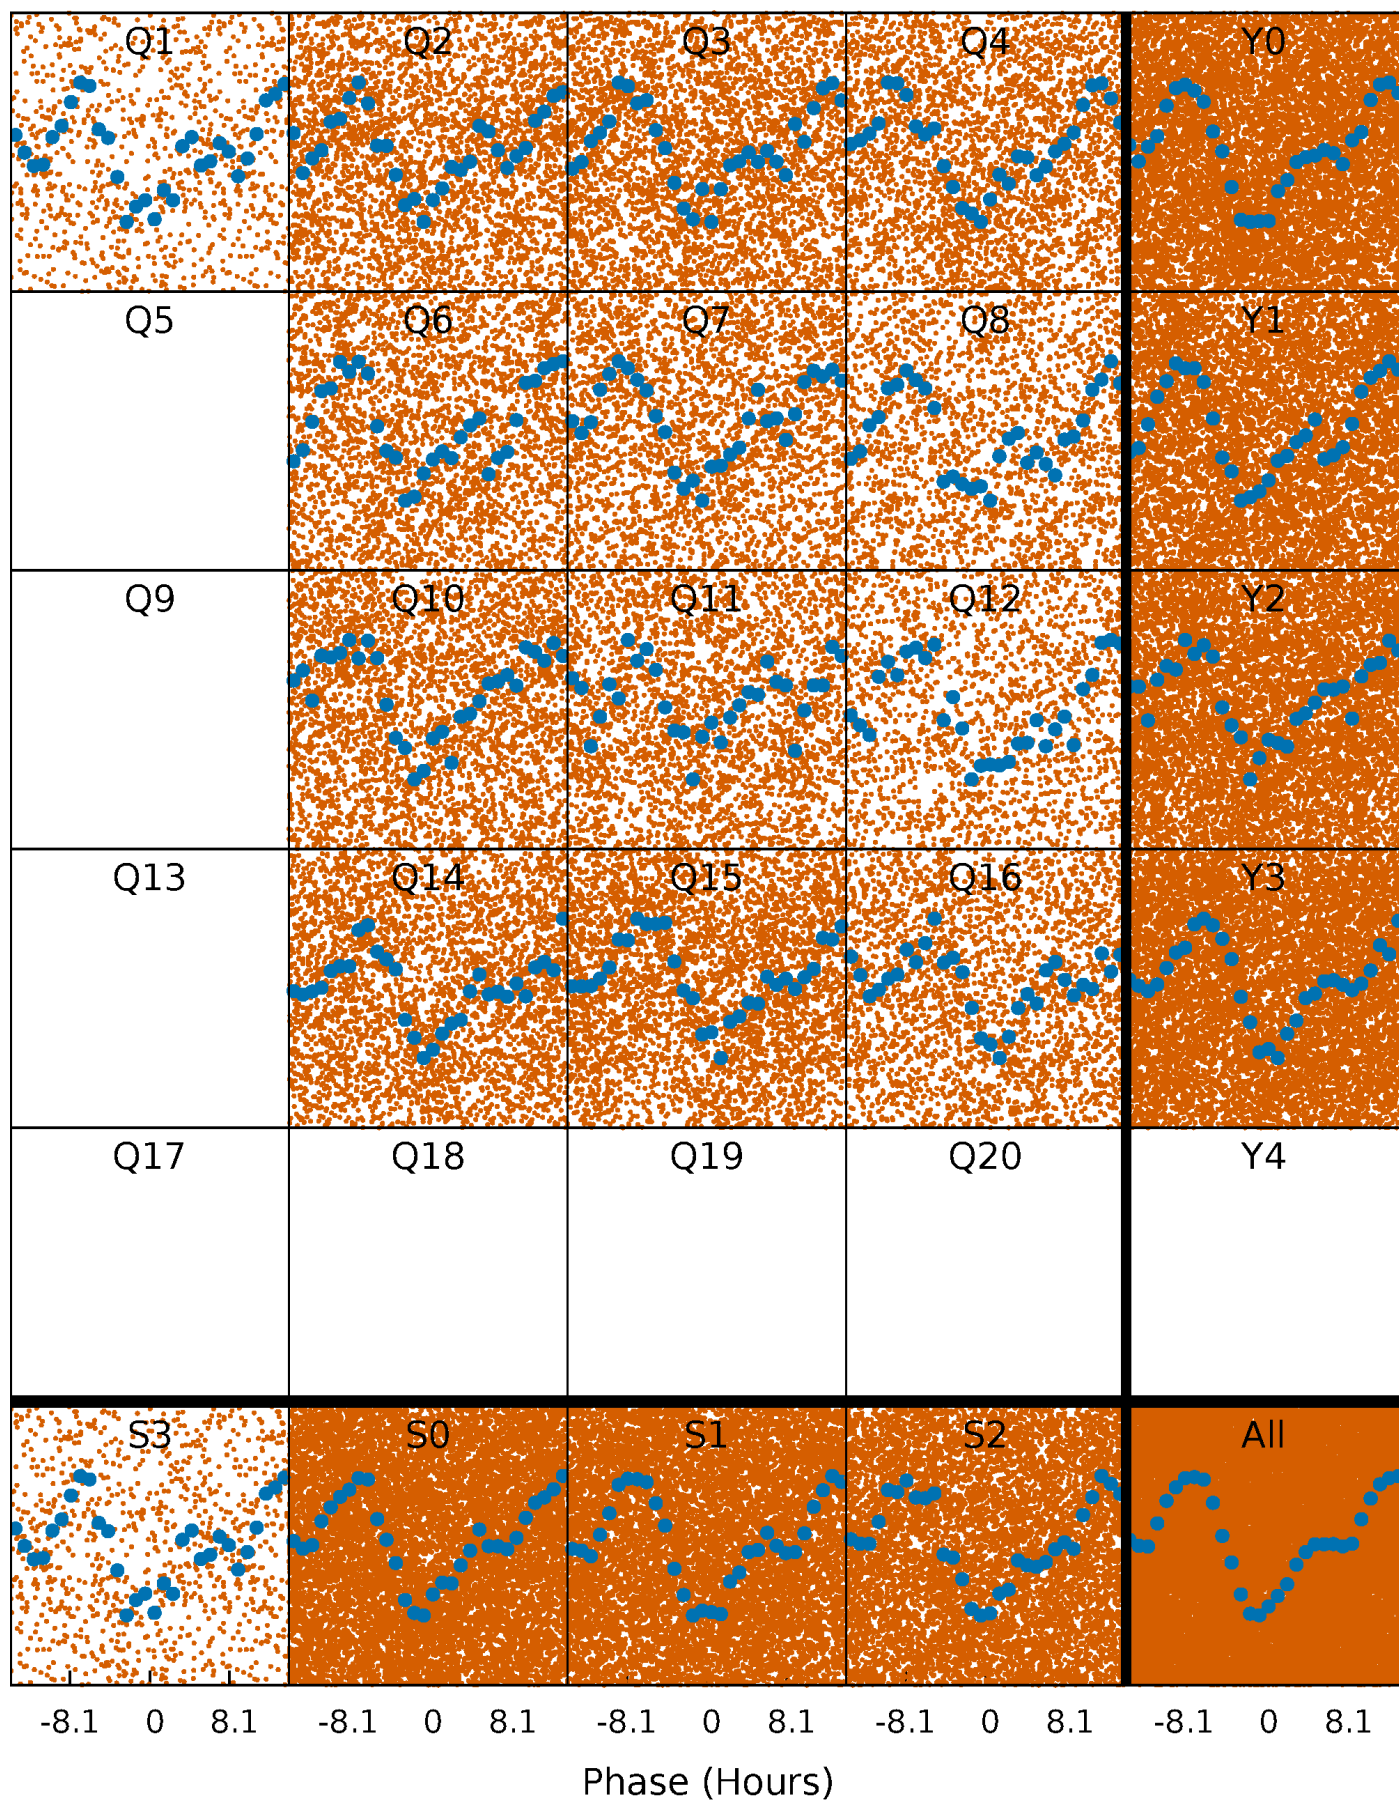 Q1 Q2 Q3 Q4 Y0
Q5 Q6 Q7 Q8 Y1
Q9 Q10 Q11 Q12 Y2
Q13 Q14 Q15 Q16 Y3
Q17 Q18 Q19 Q20 Y4
S3 S0 S1 S2 All
-8.1 0 8.1 -8.1 0 8.1 -8.1 0 8.1 -8.1 0 8.1 -8.1 0 8.1
Phase (Hours)